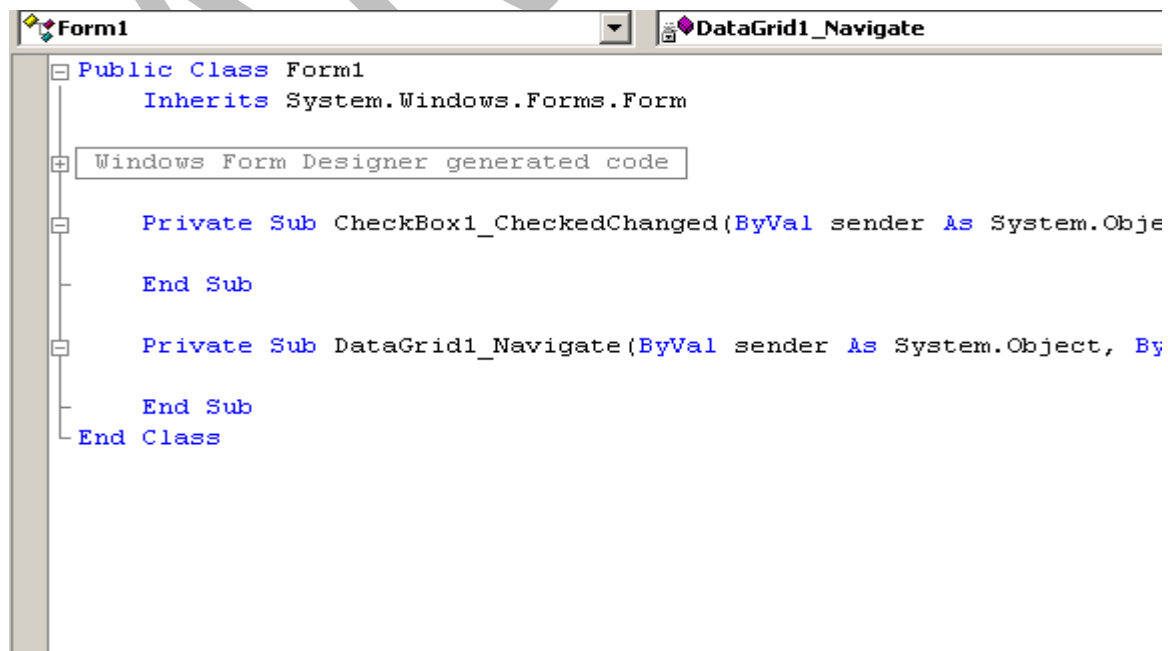 Form1 DataGrid1_Navigate
Public Class Form1
Inherits System.Windows.Forms.Form
Windows Form Designer generated code
Private Sub CheckBox1_CheckedChanged(ByVal sender As System.Obje
End Sub
Private Sub DataGrid1_Navigate(ByVal sender As System.Object, By
End Sub
End Class